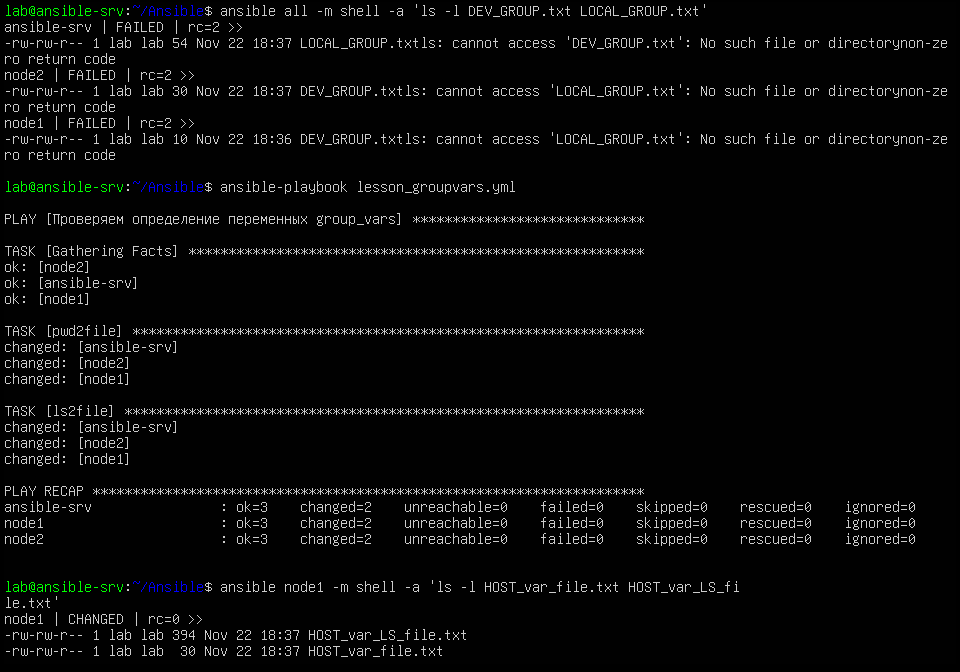 lab@ansible-srv:~/Ansible$ ansible all -m shell -a 'ls -l DEV_GROUP.txt LOCAL_GROUP.txt'
ansible-srv | FAILED | rc=2 >>
-rw-rw-r-- 1 lab lab 54 Nov 22 18:37 LOCAL_GROUP.txtls: cannot access 'DEV_GROUP.txt': No such file or directorynon-ze
ro return code
node2 | FAILED | rc=2 >>
-rw-rw-r-- 1 lab lab 30 Nov 22 18:37 DEV_GROUP.txtls: cannot access 'LOCAL_GROUP.txt': No such file or directorynon-ze
ro return code
node1 | FAILED | rc=2 >>
-rw-rw-r-- 1 lab lab 10 Nov 22 18:36 DEV_GROUP.txtls: cannot access 'LOCAL_GROUP.txt': No such file or directorynon-ze
ro return code
lab@ansible-srv:~/Ansible$ ansible-playbook lesson_groupvars.yml
PLAY [Проверяем определение переменных group_vars] *****************************
TASK [Gathering Facts] *********************************************************
ok: [node2]
ok: [ansible-srv]
ok: [node1]
TASK [pwd2file] ****************************************************************
changed: [ansible-srv]
changed: [node2]
changed: [node1]
TASK [ls2file] *****************************************************************
changed: [ansible-srv]
changed: [node2]
changed: [node1]
PLAY RECAP *********************************************************************
ansible-srv                : ok=3    changed=2    unreachable=0    failed=0    skipped=0    rescued=0    ignored=0
node1                      : ok=3    changed=2    unreachable=0    failed=0    skipped=0    rescued=0    ignored=0
node2                      : ok=3    changed=2    unreachable=0    failed=0    skipped=0    rescued=0    ignored=0
lab@ansible-srv:~/Ansible$ ansible node1 -m shell -a 'ls -l HOST_var_file.txt HOST_var_LS_fi
le.txt'
node1 | CHANGED | rc=0 >>
-rw-rw-r-- 1 lab lab 394 Nov 22 18:37 HOST_var_LS_file.txt
-rw-rw-r-- 1 lab lab  30 Nov 22 18:37 HOST_var_file.txt